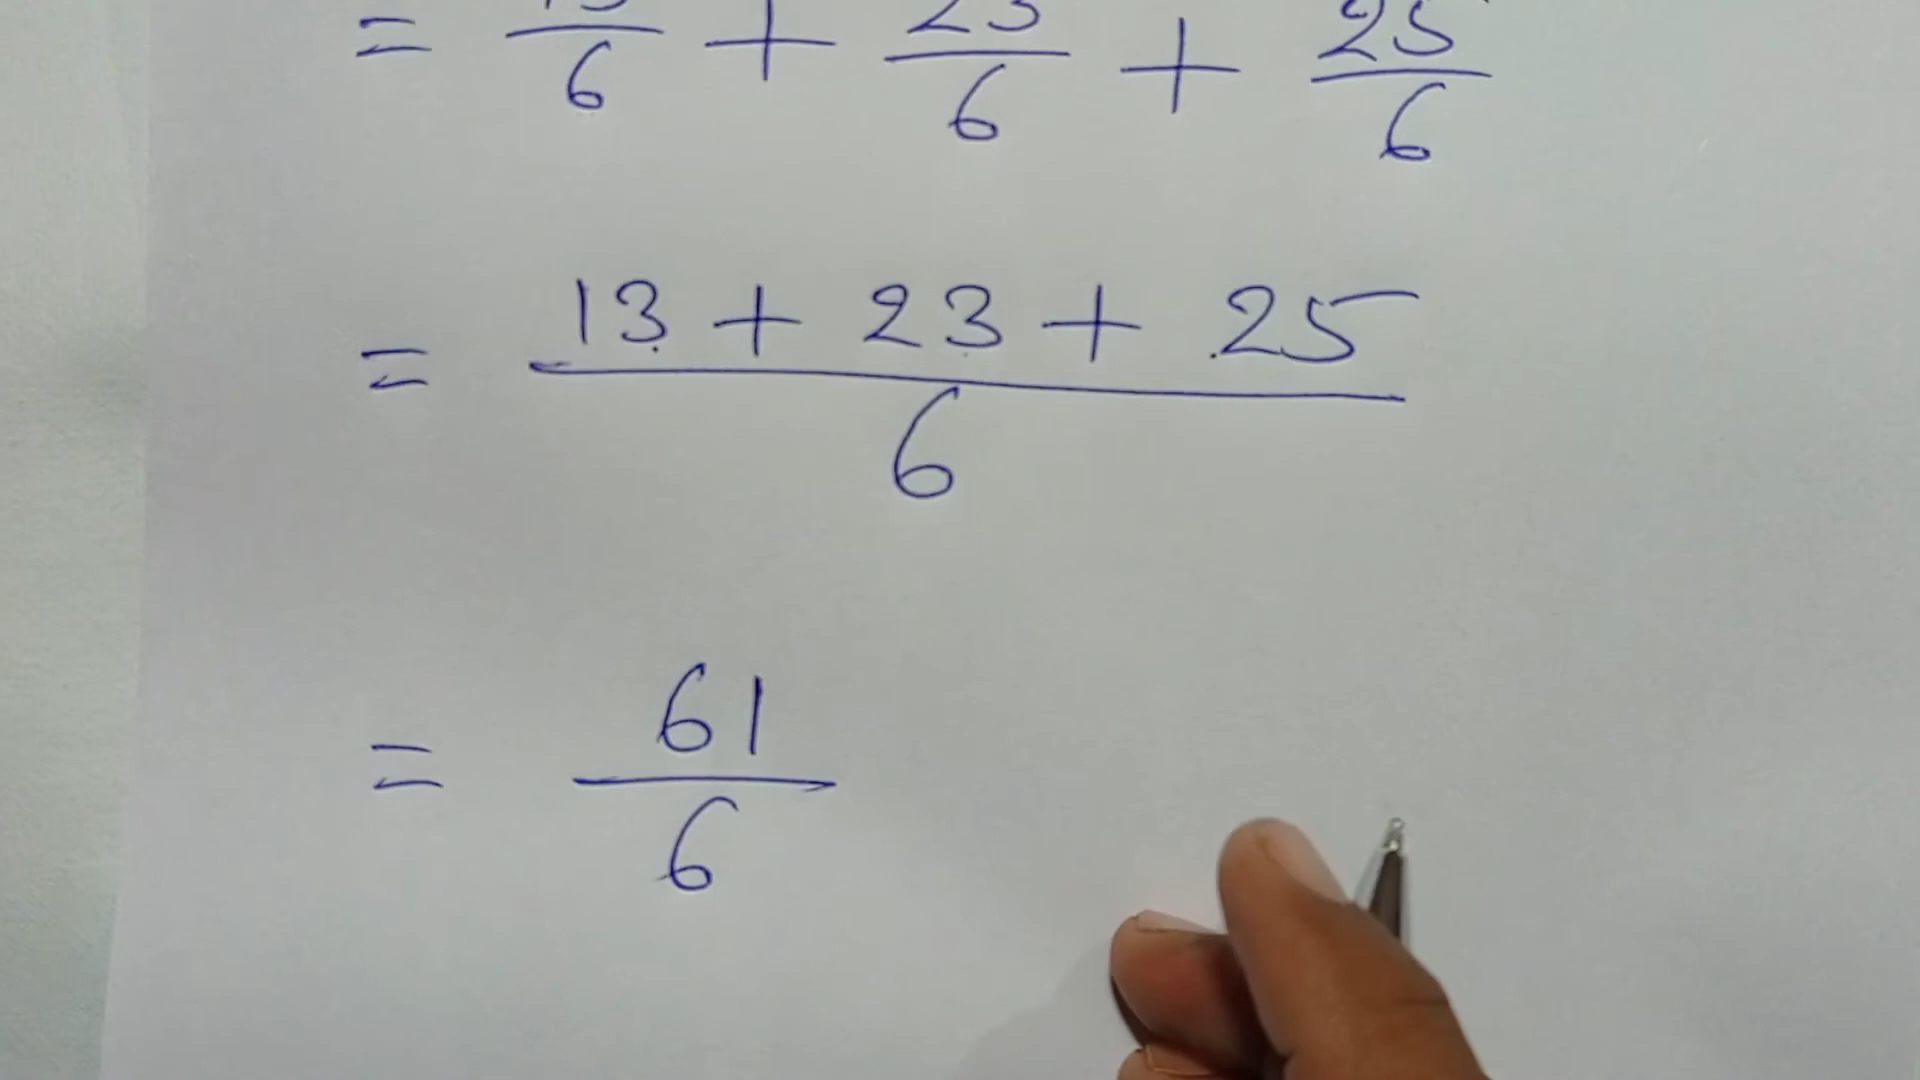 = 13/6 + 23/6 + 25/6
= (13 + 23 + 25)/6
= 61/6